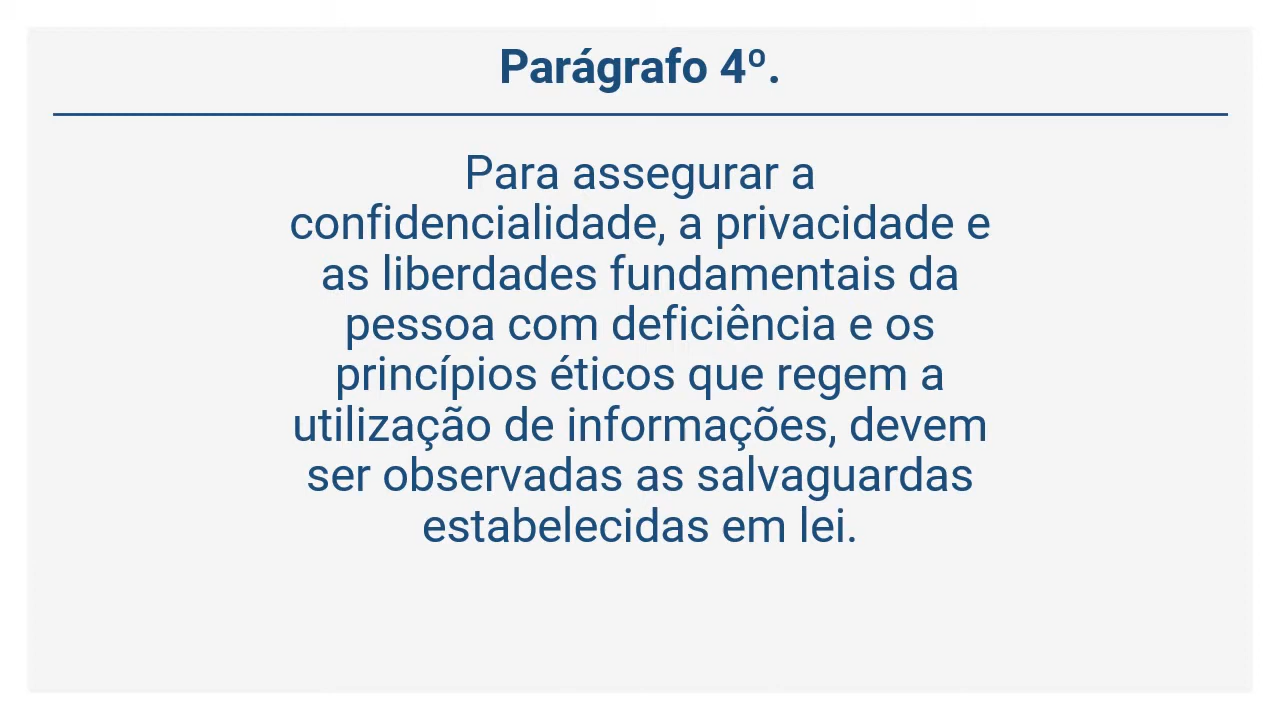 Parágrafo 4º.
Para assegurar a
confidencialidade, a privacidade e
as liberdades fundamentais da
pessoa com deficiência e os
princípios éticos que regem a
utilização de informações, devem
ser observadas as salvaguardas
estabelecidas em lei.